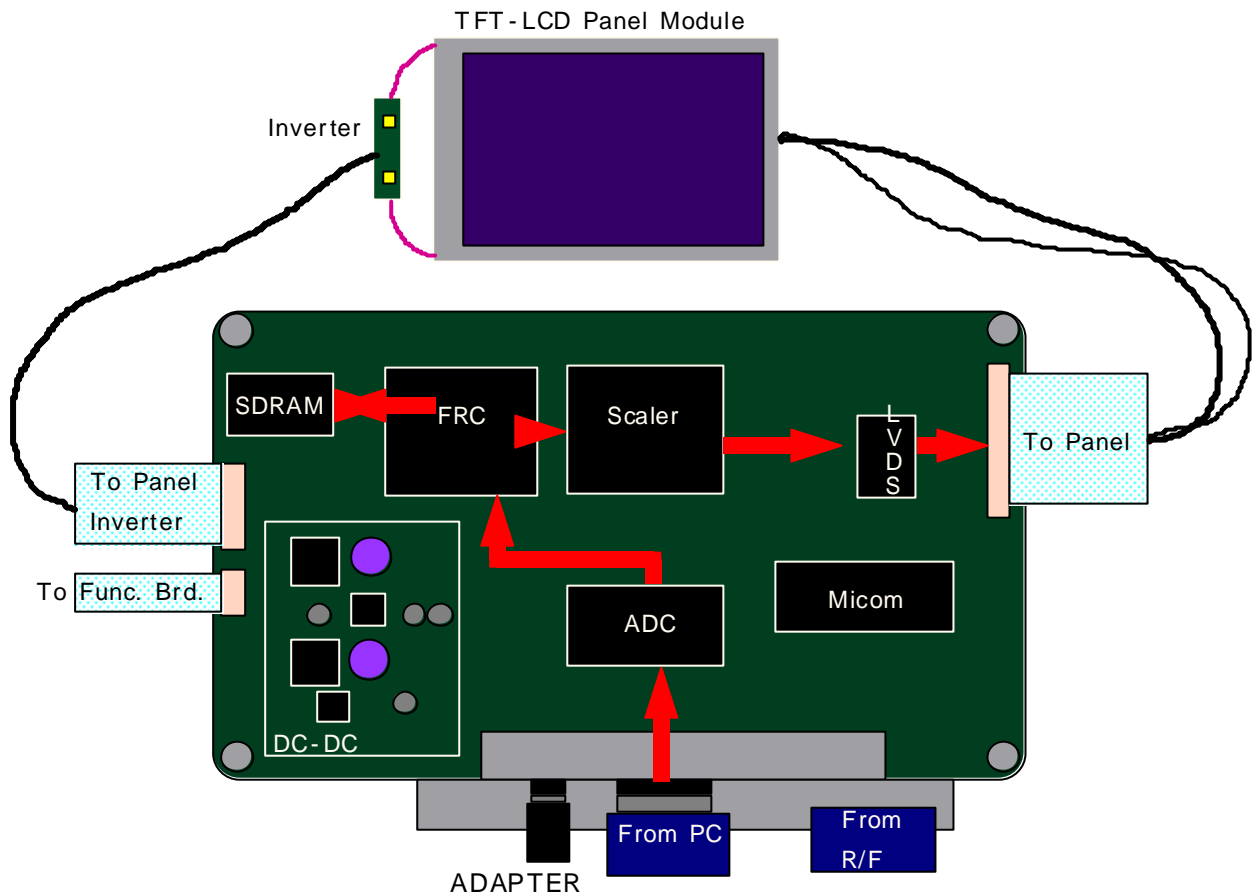 TFT-LCD Panel Module
Inverter
SDRAM
FRC
Scaler
LVDS
To Panel
To Panel
Inverter
To Func. Brd.
ADC
Micom
DC-DC
From PC
From
R/F
ADAPTER